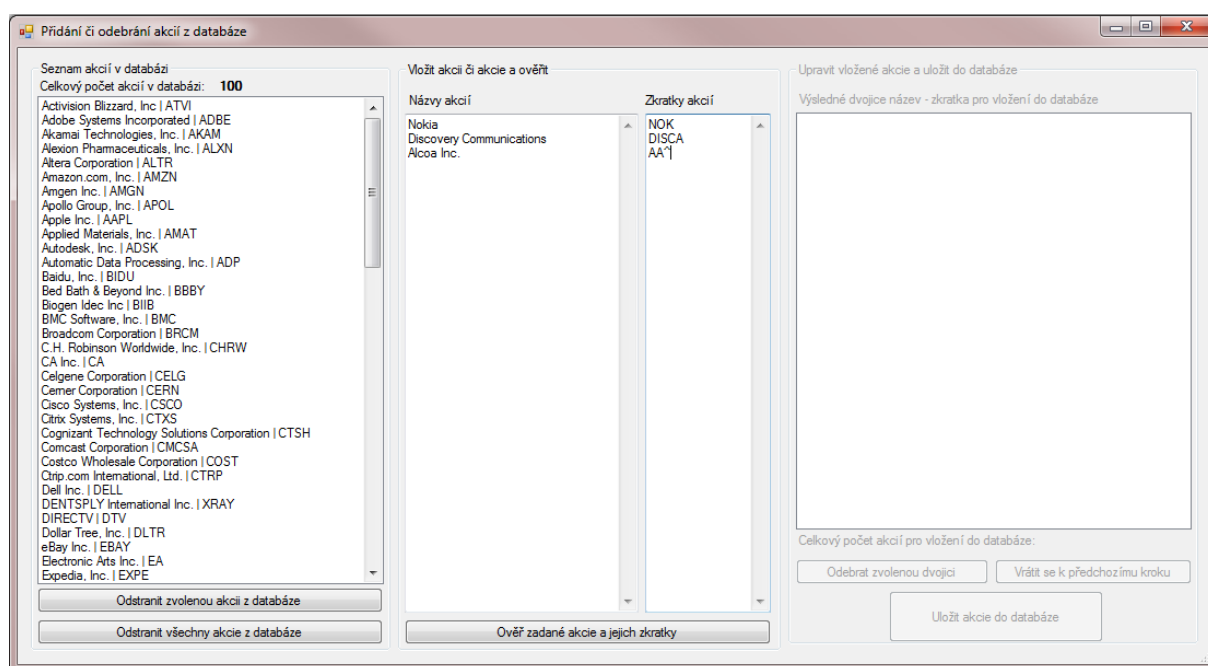 Přidání či odebrání akcií z databáze
Seznam akcií v databázi
Celkový počet akcií v databázi: 100
Activision Blizzard, Inc | ATVI
Adobe Systems Incorporated | ADBE
Akamai Technologies, Inc. | AKAM
Alexion Pharmaceuticals, Inc. | ALXN
Altera Corporation | ALTR
Amazon.com, Inc. | AMZN
Amgen Inc. | AMGN
Apollo Group, Inc. | APOL
Apple Inc. | AAPL
Applied Materials, Inc. | AMAT
Autodesk, Inc. | ADSK
Automatic Data Processing, Inc. | ADP
Baidu, Inc. | BIDU
Bed Bath & Beyond Inc. | BBBY
Biogen Idec Inc | BIIB
BMC Software, Inc. | BMC
Broadcom Corporation | BRCM
C.H. Robinson Worldwide, Inc. | CHRW
CA Inc. | CA
Celgene Corporation | CELG
Cerner Corporation | CERN
Cisco Systems, Inc. | CSCO
Citrix Systems, Inc. | CTXS
Cognizant Technology Solutions Corporation | CTSH
Comcast Corporation | CMCSA
Costco Wholesale Corporation | COST
Ctrip.com International, Ltd. | CTRP
Dell Inc. | DELL
DENTSPLY International Inc. | XRAY
DIRECTV | DTV
Dollar Tree, Inc. | DLTR
eBay Inc. | EBAY
Electronic Arts Inc. | EA
Expedia, Inc. | EXPE
Odstranit zvolenou akcii z databáze
Odstranit všechny akcie z databáze
Vložit akcii či akcie a ověřit
Názvy akcií
Nokia
Discovery Communications
Alcoa Inc.
Zkratky akcií
NOK
DISCA
AA^
Ověř zadané akcie a jejich zkratky
Upravit vložené akcie a uložit do databáze
Výsledné dvojice název - zkratka pro vložení do databáze
Celkový počet akcií pro vložení do databáze:
Odebrat zvolenou dvojici
Vrátit se k předchozímu kroku
Uložit akcie do databáze